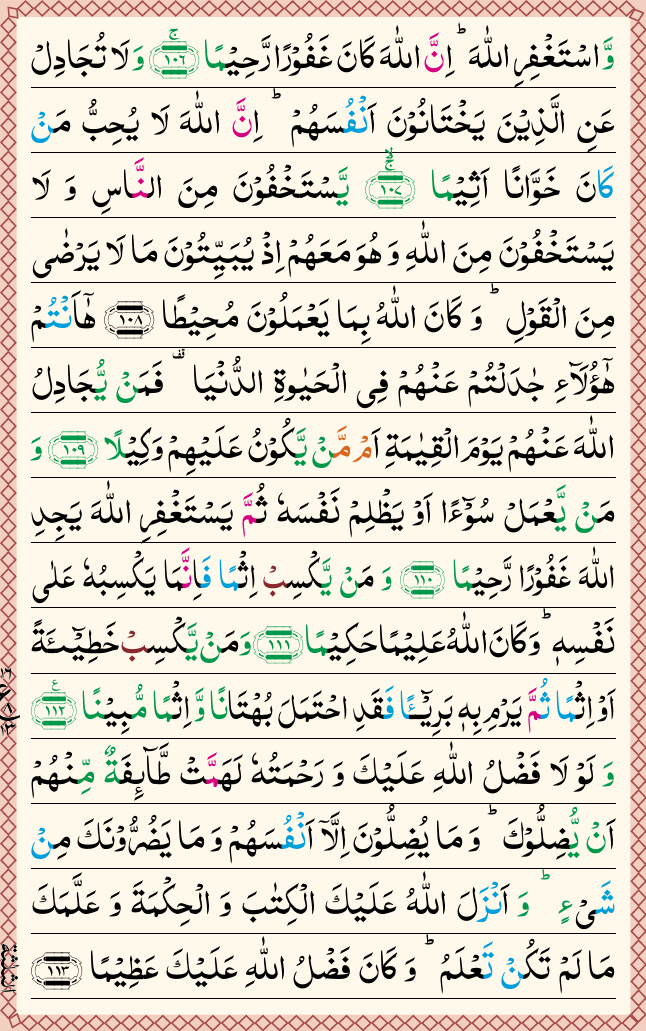 وَّاسْتَغْفِرِ اللّٰهَ ؕ اِنَّ اللّٰهَ كَانَ غَفُوْرًا رَّحِيْمًا ۚ‏﴿۱۰۶﴾ وَلَا تُجَادِلْ
عَنِ الَّذِيْنَ يَخْتَانُوْنَ اَنْفُسَهُمْ ؕ اِنَّ اللّٰهَ لَا يُحِبُّ مَنْ
كَانَ خَوَّانًا اَثِيْمًا ۙۚ‏﴿۱۰۷﴾ يَّسْتَخْفُوْنَ مِنَ النَّاسِ وَ لَا
يَسْتَخْفُوْنَ مِنَ اللّٰهِ وَ هُوَ مَعَهُمْ اِذْ يُبَيِّتُوْنَ مَا لَا يَرْضٰى
مِنَ الْقَوْلِ ؕ وَ كَانَ اللّٰهُ بِمَا يَعْمَلُوْنَ مُحِيْطًا ﴿۱۰۸﴾ هٰۤاَنْتُمْ
هٰٓؤُلَآءِ جٰدَلْتُمْ عَنْهُمْ فِى الْحَيٰوةِ الدُّنْيَا ۥ فَمَنْ يُّجَادِلُ
اللّٰهَ عَنْهُمْ يَوْمَ الْقِيٰمَةِ اَمْ مَّنْ يَّكُوْنُ عَلَيْهِمْ وَكِيْلًا ﴿۱۰۹﴾ وَ
مَنْ يَّعْمَلْ سُوْٓءًا اَوْ يَظْلِمْ نَفْسَهٗ ثُمَّ يَسْتَغْفِرِ اللّٰهَ يَجِدِ
اللّٰهَ غَفُوْرًا رَّحِيْمًا ﴿۱۱۰﴾ وَ مَنْ يَّكْسِبْ اِثْمًا فَاِنَّمَا يَكْسِبُهٗ عَلٰى
نَفْسِهٖ ؕ وَ كَانَ اللّٰهُ عَلِيْمًا حَكِيْمًا ﴿۱۱۱﴾ وَمَنْ يَّكْسِبْ خَطِيْٓـَٔةً
اَوْ اِثْمًا ثُمَّ يَرْمِ بِهٖ بَرِيْٓـًٔا فَقَدِ احْتَمَلَ بُهْتَانًا وَّاِثْمًا مُّبِيْنًا ﴿۱۱۲﴾ ع
وَ لَوْ لَا فَضْلُ اللّٰهِ عَلَيْكَ وَ رَحْمَتُهٗ لَهَمَّتْ طَّآئِفَةٌ مِّنْهُمْ
اَنْ يُّضِلُّوْكَ ؕ وَ مَا يُضِلُّوْنَ اِلَّاۤ اَنْفُسَهُمْ وَ مَا يَضُرُّوْنَكَ مِنْ
شَىْءٍ ؕ وَ اَنْزَلَ اللّٰهُ عَلَيْكَ الْكِتٰبَ وَ الْحِكْمَةَ وَ عَلَّمَكَ
مَا لَمْ تَكُنْ تَعْلَمُ ؕ وَ كَانَ فَضْلُ اللّٰهِ عَلَيْكَ عَظِيْمًا ﴿۱۱۳﴾
الثلثة